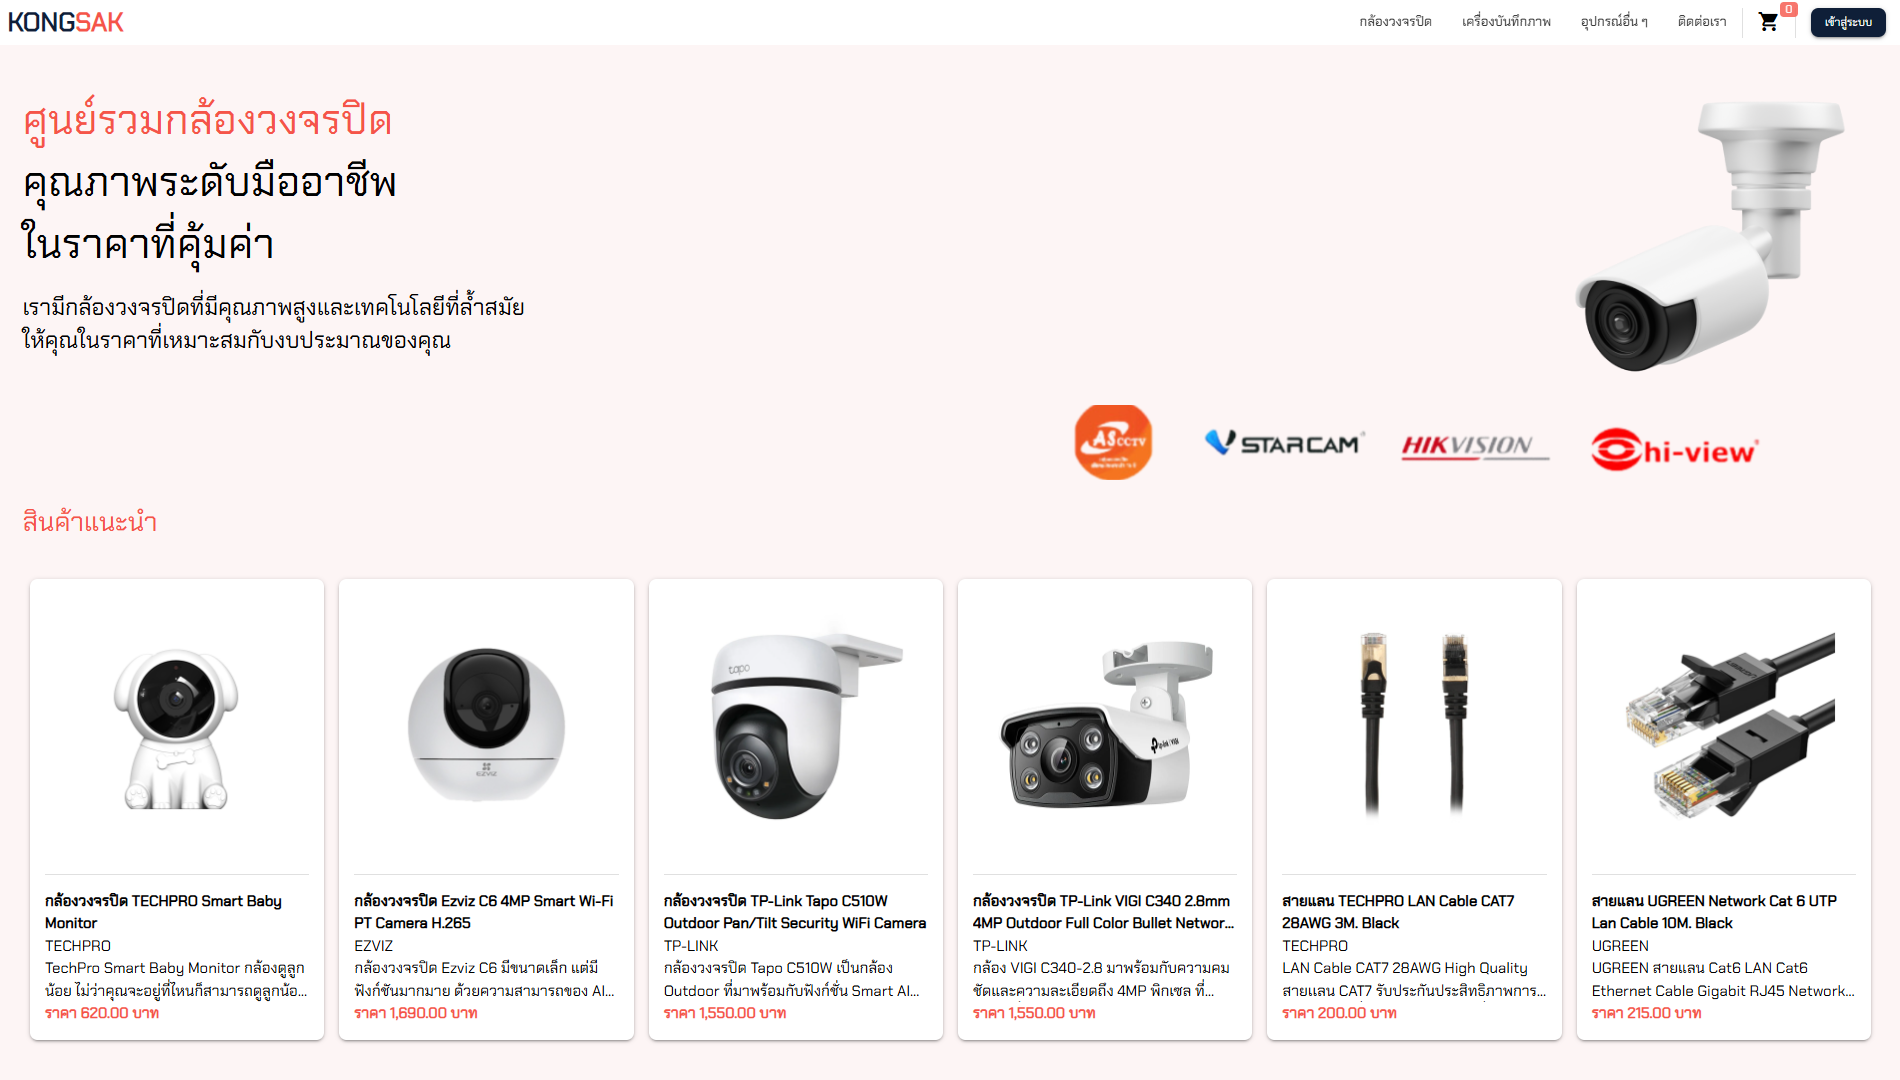 KONGSAK
กล้องวงจรปิด
เครื่องบันทึกภาพ
อุปกรณ์อื่น ๆ
ติดต่อเรา
0
เข้าสู่ระบบ
ศูนย์รวมกล้องวงจรปิด
คุณภาพระดับมืออาชีพ
ในราคาที่คุ้มค่า
เรามีกล้องวงจรปิดที่มีคุณภาพสูงและเทคโนโลยีที่ล้ำสมัย
ให้คุณในราคาที่เหมาะสมกับงบประมาณของคุณ
AS CCTV
VSTARCAM
HIKVISION
hi-view
สินค้าแนะนำ
tapo
EZVIZ
tp-link | VIGI
UGREEN
กล้องวงจรปิด TECHPRO Smart Baby
Monitor
TECHPRO
TechPro Smart Baby Monitor กล้องดูลูก
น้อย ไม่ว่าคุณจะอยู่ที่ไหนก็สามารถดูลูกน้อ...
ราคา 620.00 บาท
กล้องวงจรปิด Ezviz C6 4MP Smart Wi-Fi
PT Camera H.265
EZVIZ
กล้องวงจรปิด Ezviz C6 มีขนาดเล็ก แต่มี
ฟังก์ชันมากมาย ด้วยความสามารถของ AI...
ราคา 1,690.00 บาท
กล้องวงจรปิด TP-Link Tapo C510W
Outdoor Pan/Tilt Security WiFi Camera
TP-LINK
กล้องวงจรปิด Tapo C510W เป็นกล้อง
Outdoor ที่มาพร้อมกับฟังก์ชั่น Smart AI...
ราคา 1,550.00 บาท
กล้องวงจรปิด TP-Link VIGI C340 2.8mm
4MP Outdoor Full Color Bullet Networ...
TP-LINK
กล้อง VIGI C340-2.8 มาพร้อมกับความคม
ชัดและความละเอียดถึง 4MP พิกเซล ที่...
ราคา 1,550.00 บาท
สายแลน TECHPRO LAN Cable CAT7
28AWG 3M. Black
TECHPRO
LAN Cable CAT7 28AWG High Quality
สายแลน CAT7 รับประกันประสิทธิภาพการ...
ราคา 200.00 บาท
สายแลน UGREEN Network Cat 6 UTP
Lan Cable 10M. Black
UGREEN
UGREEN สายแลน Cat6 LAN Cat6
Ethernet Cable Gigabit RJ45 Network...
ราคา 215.00 บาท